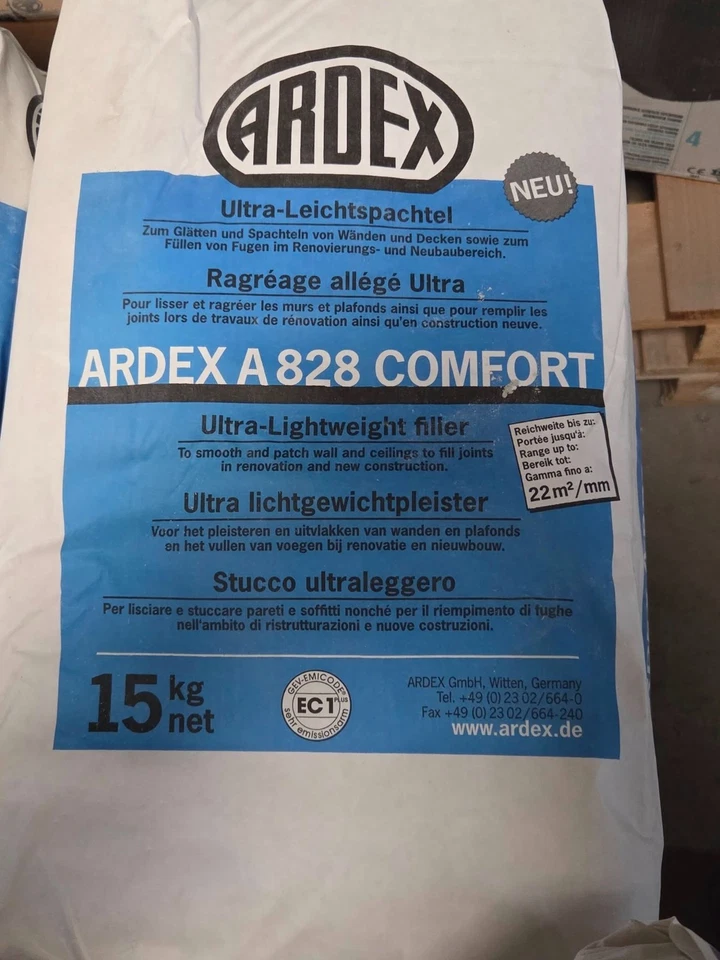 ARDEX
NEU!
Ultra-Leichtspachtel
Zum Glätten und Spachteln von Wänden und Decken sowie zum
Füllen von Fugen im Renovierungs- und Neubaubereich.
Ragréage allégé Ultra
Pour lisser et ragréer les murs et plafonds ainsi que pour remplir les
joints lors de travaux de rénovation ainsi qu'en construction neuve.
ARDEX A 828 COMFORT
Ultra-Lightweight filler
To smooth and patch wall and ceilings to fill joints
in renovation and new construction.
Reichweite bis zu:
Portée jusqu'à:
Range up to:
Bereik tot:
Gamma fino a:
22 m²/mm
Ultra lichtgewichtpleister
Voor het pleisteren en uitvlakken van wanden en plafonds
en het vullen van voegen bij renovatie en nieuwbouw.
Stucco ultraleggero
Per lisciare e stuccare pareti e soffitti nonché per il riempimento di fughe
nell'ambito di ristrutturazioni e nuove costruzioni.
15 kg
net
GEV-EMICODE®
EC 1 PLUS
sehr emissionsarm
ARDEX GmbH, Witten, Germany
Tel. +49 (0) 23 02/664-0
Fax +49 (0) 23 02/664-240
www.ardex.de
4
CE